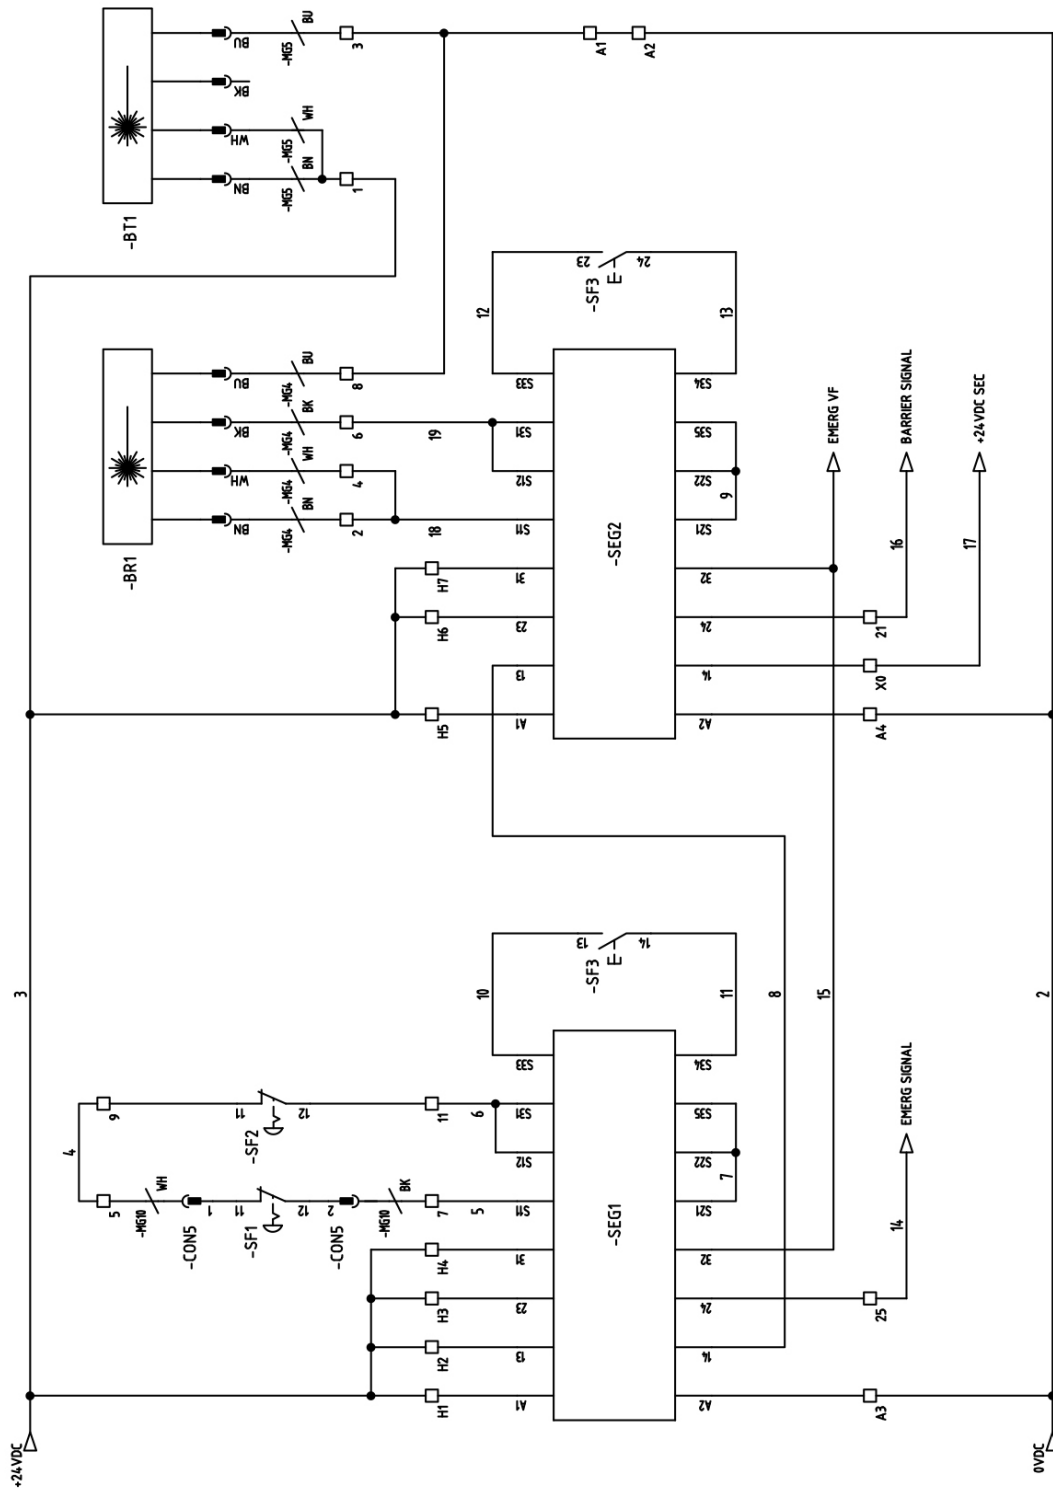 +24VDC
0VDC
3
2
-BT1
BN
WH
BK
BU
-MG5
BN
-MG5
WH
-MG5
BU
1
3
A1
A2
-BR1
BN
WH
BK
BU
-MG4
BN
-MG4
WH
-MG4
BK
-MG4
BU
2
4
6
8
18
19
H5
H6
H7
A1
13
23
31
S11
S12
S31
S33
-SEG2
A2
14
24
32
S21
S22
S35
S34
9
12
13
-SF3
23
24
A4
X0
21
16
17
EMERG VF
BARRIER SIGNAL
+24VDC SEC
4
5
9
-MG10
WH
-CON5
1
11
-SF1
12
2
-CON5
-MG10
BK
7
5
11
-SF2
12
11
6
H1
H2
H3
H4
A1
13
23
31
S11
S12
S31
S33
-SEG1
A2
14
24
32
S21
S22
S35
S34
7
10
11
-SF3
13
14
8
15
A3
25
14
EMERG SIGNAL